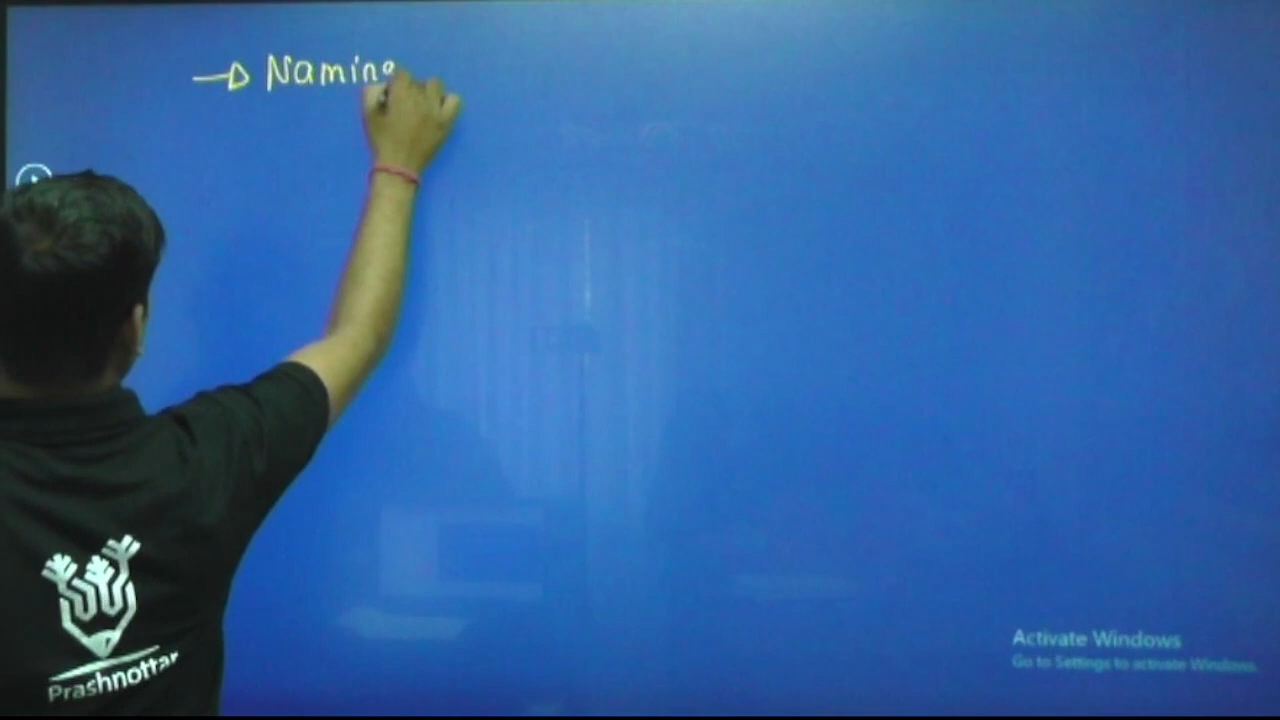 → Naming
Activate Windows
Go to Settings to activate Windows.
Prashnottar